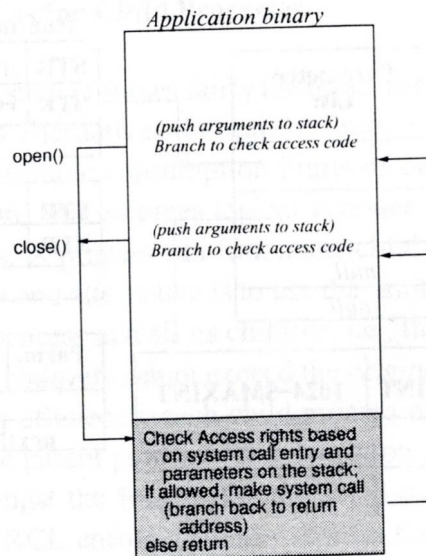 Application binary
(push arguments to stack)
Branch to check access code
open()
(push arguments to stack)
Branch to check access code
close()
Check Access rights based
on system call entry and
parameters on the stack;
If allowed, make system call
(branch back to return
address)
else return